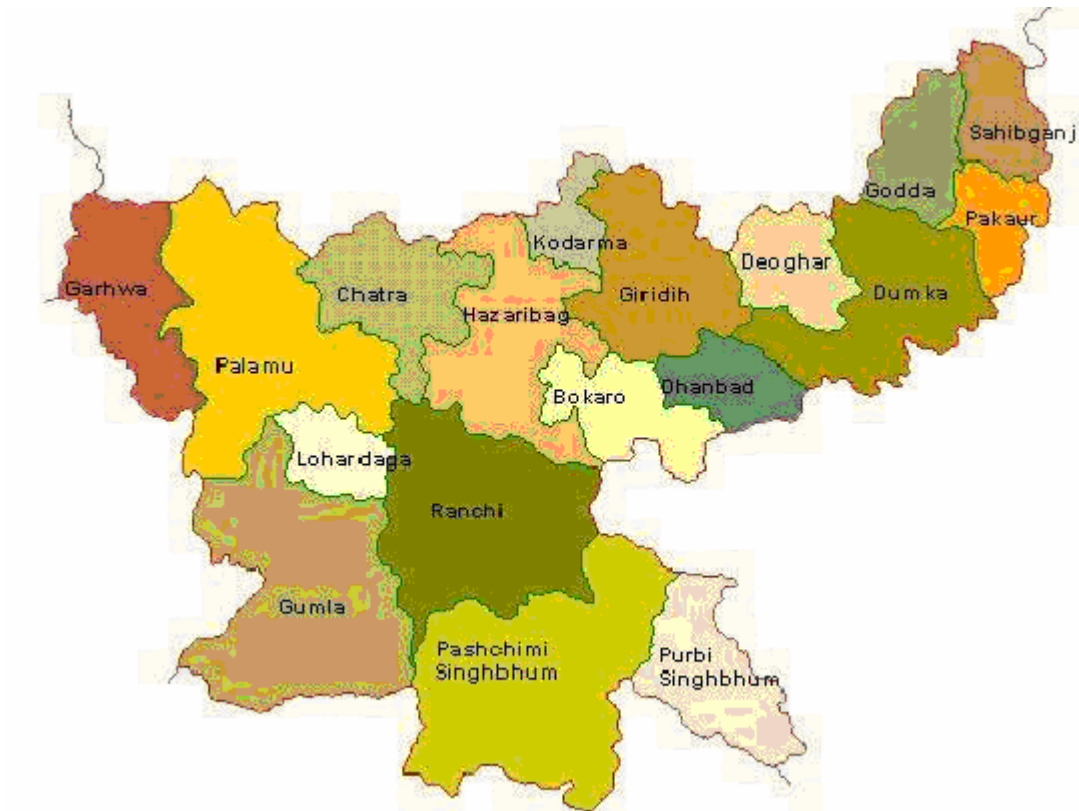 Sahibganj
Godda
Pakaur
Kodarma
Deoghar
Garhwa
Chatra
Giridih
Dumka
Hazaribag
Palamu
Bokaro
Dhanbad
Lohardaga
Ranchi
Gumla
Pashchimi
Singhbhum
Purbi
Singhbhum